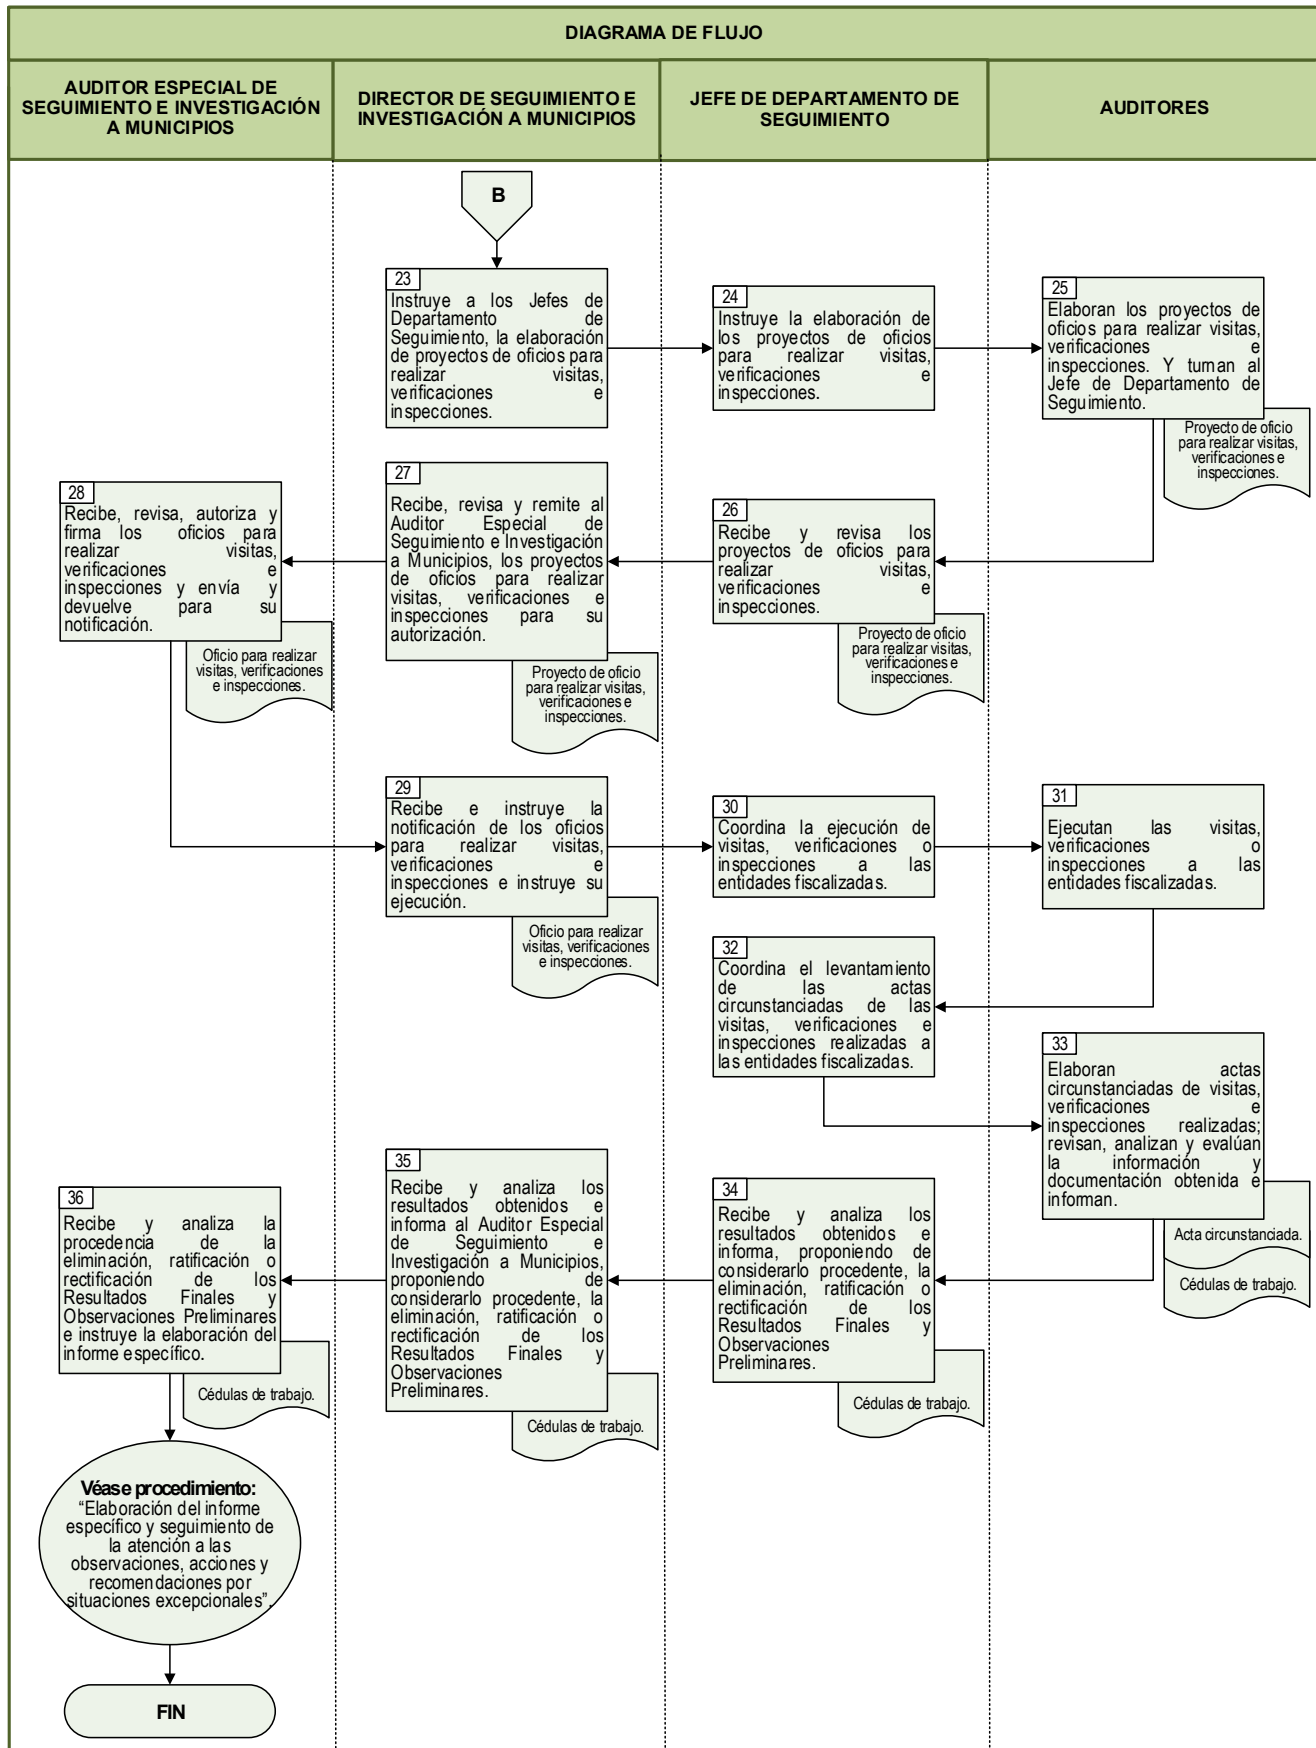 DIAGRAMA DE FLUJO
AUDITOR ESPECIAL DE
SEGUIMIENTO E INVESTIGACIÓN
A MUNICIPIOS
DIRECTOR DE SEGUIMIENTO E
INVESTIGACIÓN A MUNICIPIOS
JEFE DE DEPARTAMENTO DE
SEGUIMIENTO
AUDITORES
B
23
Instruye a los Jefes de
Departamento de
Seguimiento, la elaboración
de proyectos de oficios para
realizar visitas,
verificaciones e
inspecciones.
24
Instruye la elaboración de
los proyectos de oficios
para realizar visitas,
verificaciones e
inspecciones.
25
Elaboran los proyectos de
oficios para realizar visitas,
verificaciones e
inspecciones. Y turnan al
Jefe de Departamento de
Seguimiento.
Proyecto de oficio
para realizar visitas,
verificaciones e
inspecciones.
26
Recibe y revisa los
proyectos de oficios para
realizar visitas,
verificaciones e
inspecciones.
Proyecto de oficio
para realizar visitas,
verificaciones e
inspecciones.
27
Recibe, revisa y remite al
Auditor Especial de
Seguimiento e Investigación
a Municipios, los proyectos
de oficios para realizar
visitas, verificaciones e
inspecciones para su
autorización.
Proyecto de oficio
para realizar visitas,
verificaciones e
inspecciones.
28
Recibe, revisa, autoriza y
firma los oficios para
realizar visitas,
verificaciones e
inspecciones y envía y
devuelve para su
notificación.
Oficio para realizar
visitas, verificaciones
e inspecciones.
29
Recibe e instruye la
notificación de los oficios
para realizar visitas,
verificaciones e
inspecciones e instruye su
ejecución.
Oficio para realizar
visitas, verificaciones
e inspecciones.
30
Coordina la ejecución de
visitas, verificaciones o
inspecciones a las
entidades fiscalizadas.
31
Ejecutan las visitas,
verificaciones o
inspecciones a las
entidades fiscalizadas.
32
Coordina el levantamiento
de las actas
circunstanciadas de las
visitas, verificaciones e
inspecciones realizadas a
las entidades fiscalizadas.
33
Elaboran actas
circunstanciadas de visitas,
verificaciones e
inspecciones realizadas;
revisan, analizan y evalúan
la información y
documentación obtenida e
informan.
Acta circunstanciada.
Cédulas de trabajo.
34
Recibe y analiza los
resultados obtenidos e
informa, proponiendo de
considerarlo procedente, la
eliminación, ratificación o
rectificación de los
Resultados Finales y
Observaciones
Preliminares.
Cédulas de trabajo.
35
Recibe y analiza los
resultados obtenidos e
informa al Auditor Especial
de Seguimiento e
Investigación a Municipios,
proponiendo de
considerarlo procedente, la
eliminación, ratificación o
rectificación de los
Resultados Finales y
Observaciones
Preliminares.
Cédulas de trabajo.
36
Recibe y analiza la
procedencia de la
eliminación, ratificación o
rectificación de los
Resultados Finales y
Observaciones Preliminares
e instruye la elaboración del
informe específico.
Cédulas de trabajo.
Véase procedimiento:
“Elaboración del informe
específico y seguimiento de
la atención a las
observaciones, acciones y
recomendaciones por
situaciones excepcionales”.
FIN